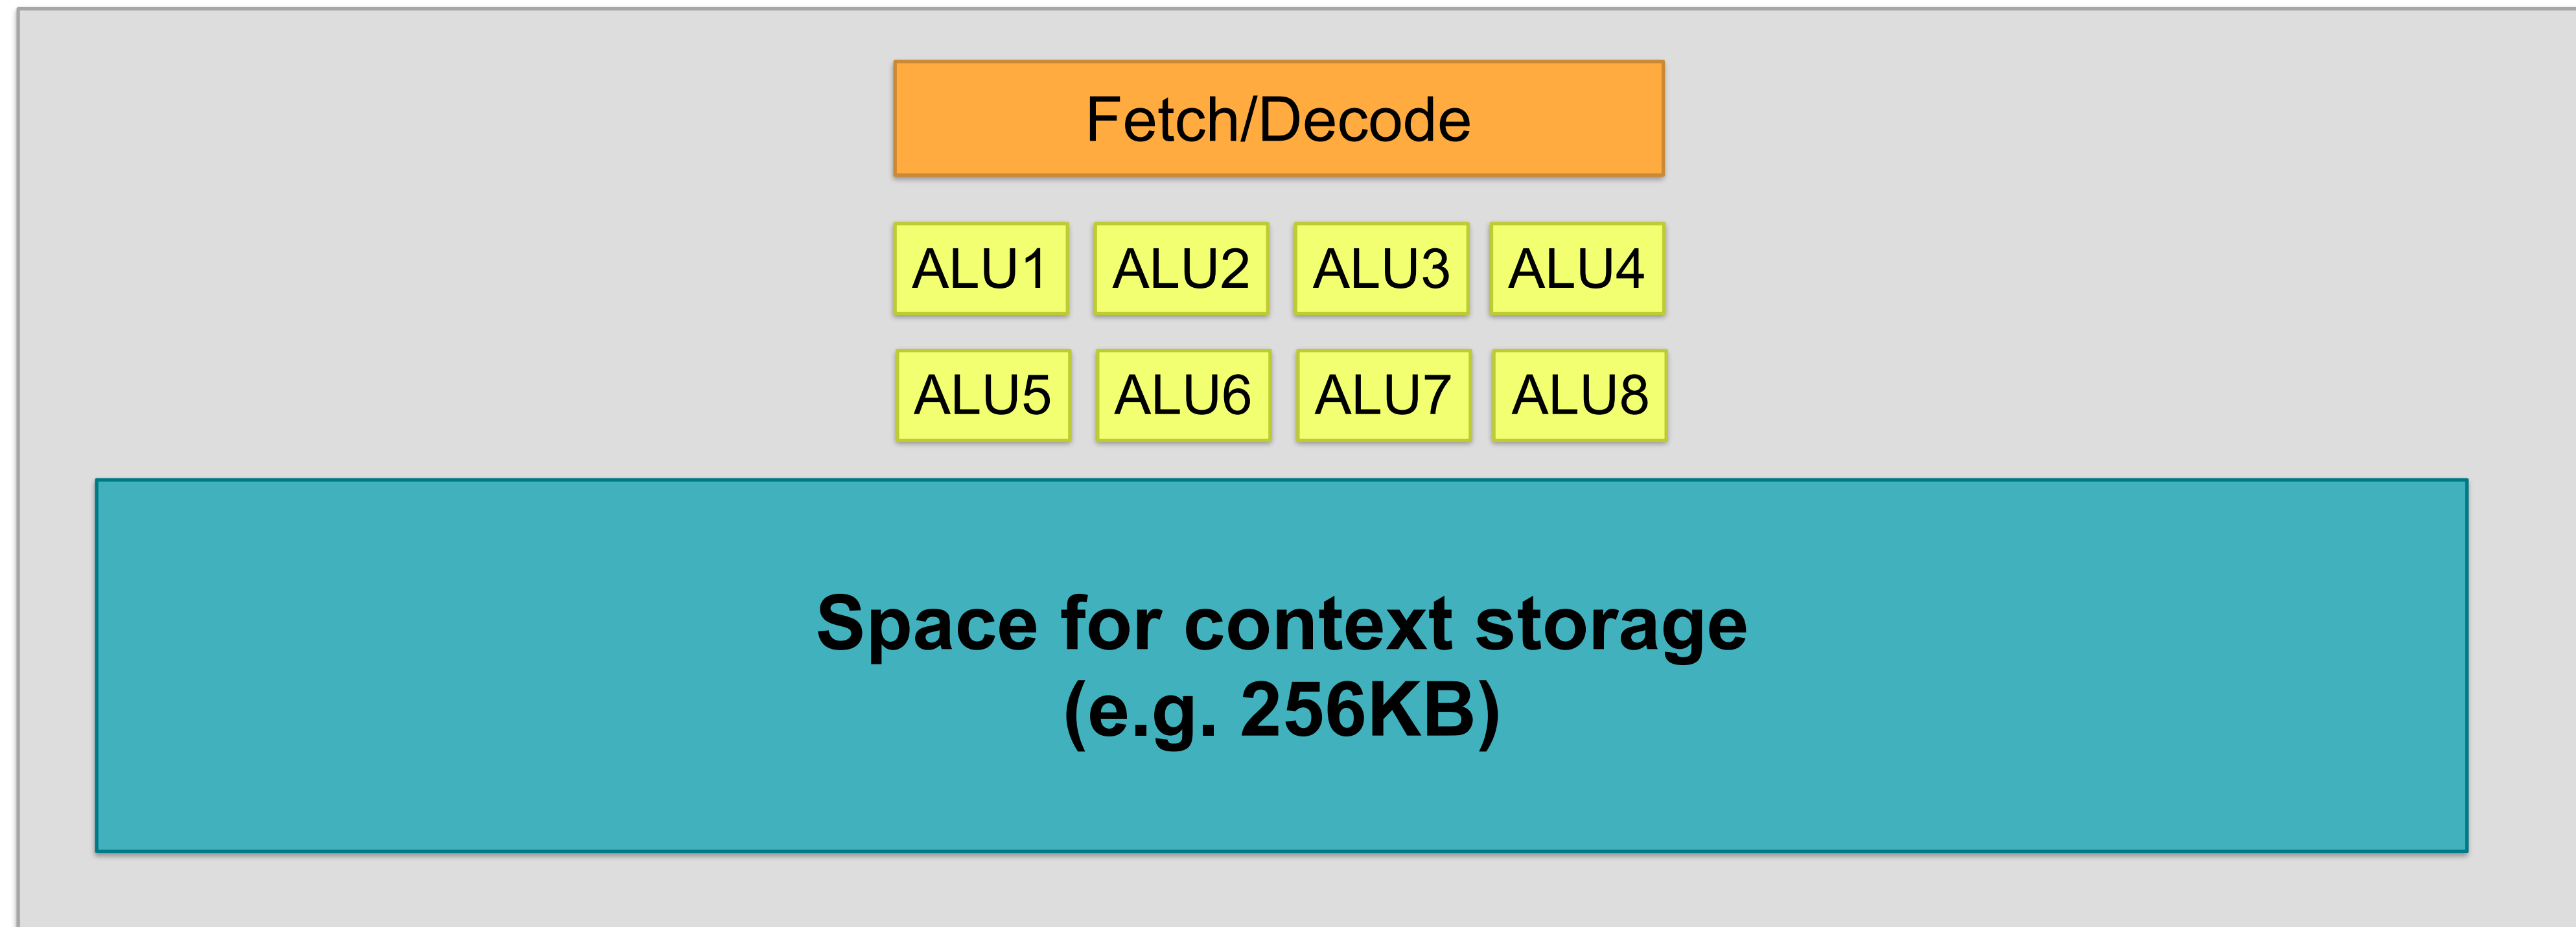 Fetch/Decode
ALU1 ALU2 ALU3 ALU4
ALU5 ALU6 ALU7 ALU8
Space for context storage
(e.g. 256KB)